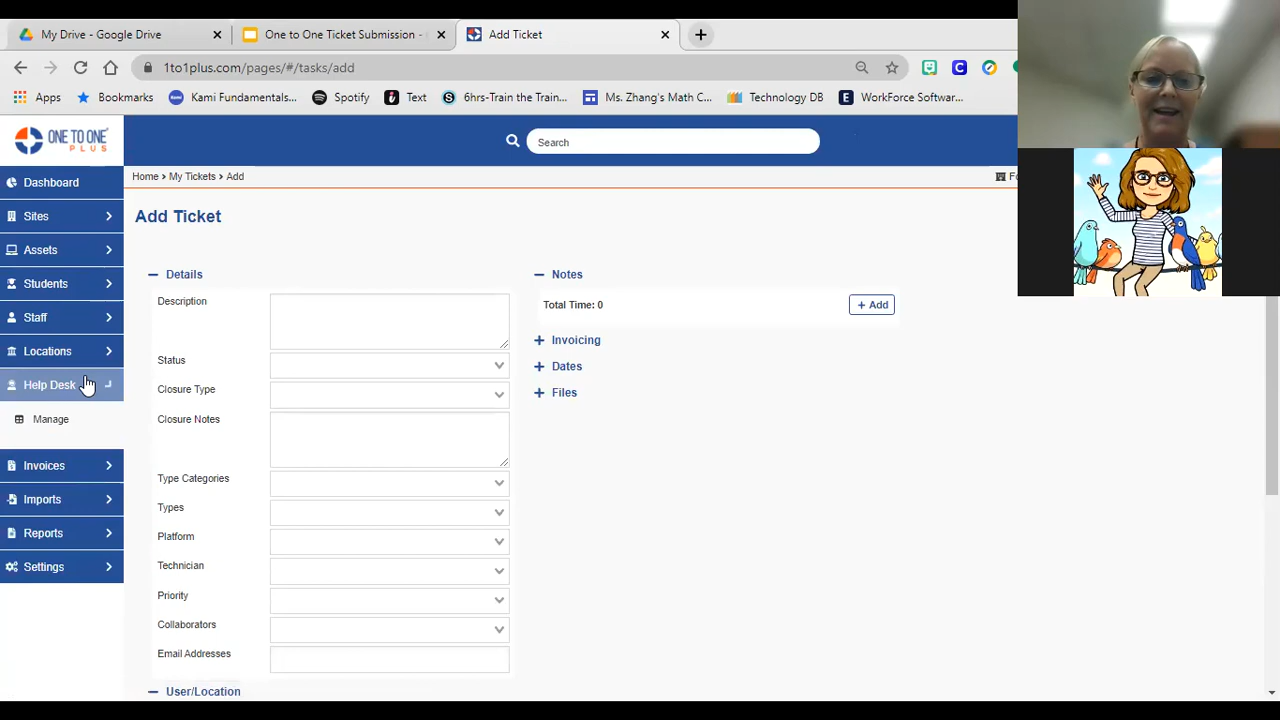 My Drive - Google Drive
One to One Ticket Submission -
Add Ticket
1to1plus.com/pages/#/tasks/add
Apps
Bookmarks
Kami Fundamentals...
Spotify
Text
Enrs-Train the Train...
Ms. Zhang's Math C...
Technology DB
WorkForce Softwar...
ONE TO ONE
PLUS
Search
Dashboard
Sites
Assets
Students
Staff
Locations
Help Desk
Manage
Invoices
Imports
Reports
Settings
Home > My Tickets > Add
Add Ticket
Details
Description
Status
Closure Type
Closure Notes
Type Categories
Types
Platform
Technician
Priority
Collaborators
Email Addresses
User/Location
Notes
Total Time: 0
+ Add
Invoicing
Dates
Files